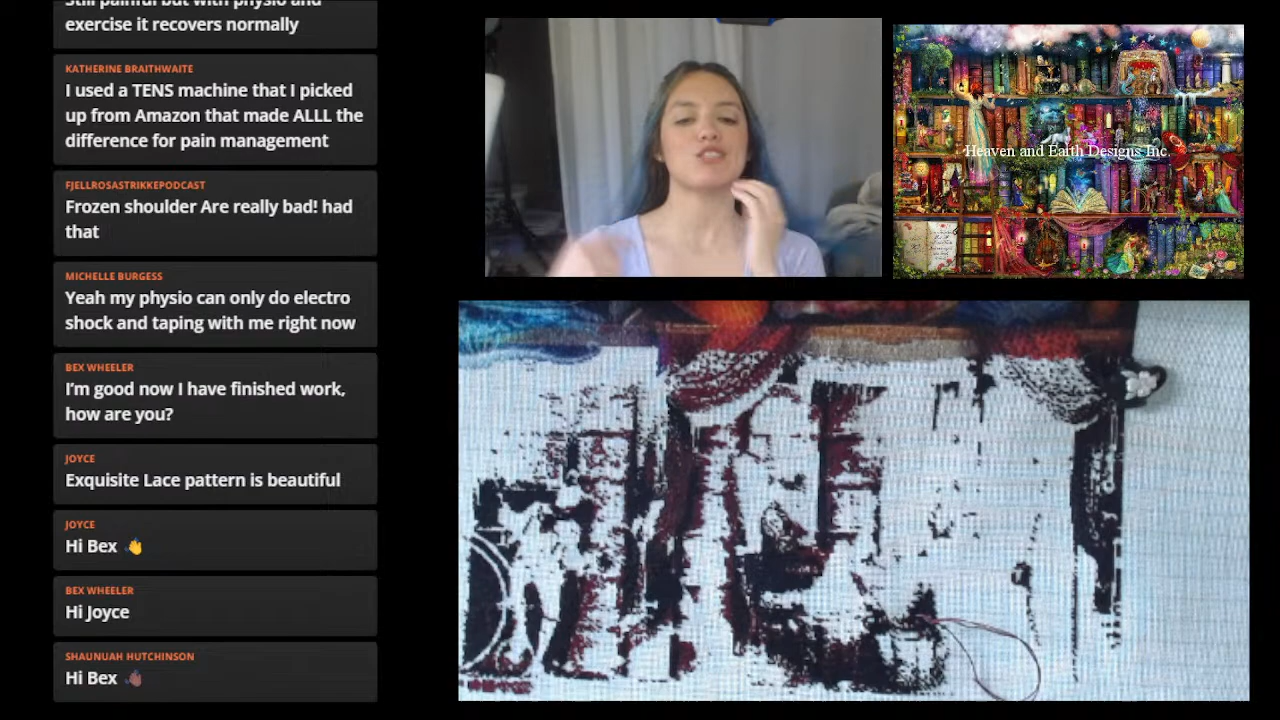 Still painful but with physio and
exercise it recovers normally
KATHERINE BRAITHWAITE
I used a TENS machine that I picked
up from Amazon that made ALLL the
difference for pain management
FJELLROSASTRIKKEPODCAST
Frozen shoulder Are really bad! had
that
MICHELLE BURGESS
Yeah my physio can only do electro
shock and taping with me right now
BEX WHEELER
I'm good now I have finished work,
how are you?
JOYCE
Exquisite Lace pattern is beautiful
JOYCE
Hi Bex 👋
BEX WHEELER
Hi Joyce
SHAUNUAH HUTCHINSON
Hi Bex 👋🏾
Heaven and Earth Designs Inc.